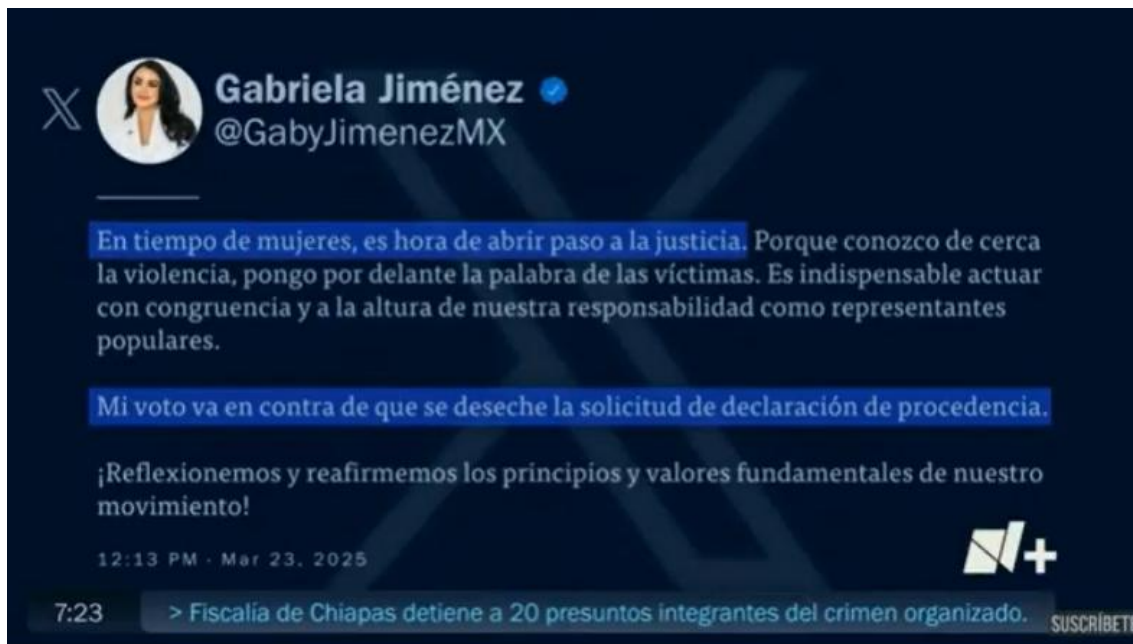 Gabriela Jiménez
@GabyJimenezMX
En tiempo de mujeres, es hora de abrir paso a la justicia. Porque conozco de cerca
la violencia, pongo por delante la palabra de las víctimas. Es indispensable actuar
con congruencia y a la altura de nuestra responsabilidad como representantes
populares.
Mi voto va en contra de que se deseche la solicitud de declaración de procedencia.
¡Reflexionemos y reafirmemos los principios y valores fundamentales de nuestro
movimiento!
12:13 PM · Mar 23, 2025
N+
7:23 > Fiscalía de Chiapas detiene a 20 presuntos integrantes del crimen organizado.